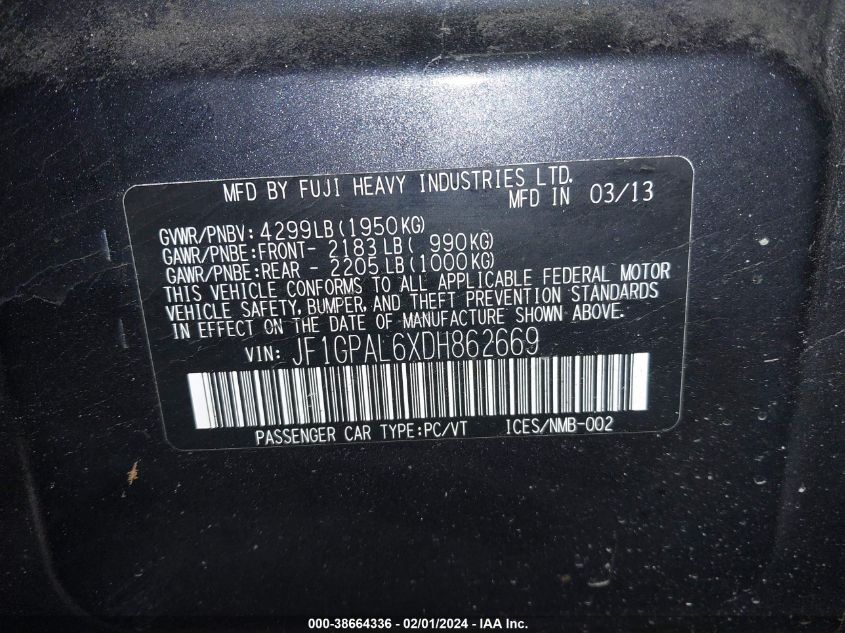 MFD BY FUJI HEAVY INDUSTRIES LTD.
MFD IN 03/13
GVWR/PNBV: 4299LB (1950KG)
GAWR/PNBE:FRONT- 2183LB ( 990KG)
GAWR/PNBE:REAR - 2205LB (1000KG)
THIS VEHICLE CONFORMS TO ALL APPLICABLE FEDERAL MOTOR
VEHICLE SAFETY, BUMPER, AND THEFT PREVENTION STANDARDS
IN EFFECT ON THE DATE OF MANUFACTURE SHOWN ABOVE.
VIN: JF1GPAL6XDH862669
PASSENGER CAR TYPE:PC/VT ICES/NMB-002
000-38664336 - 02/01/2024 - IAA Inc.